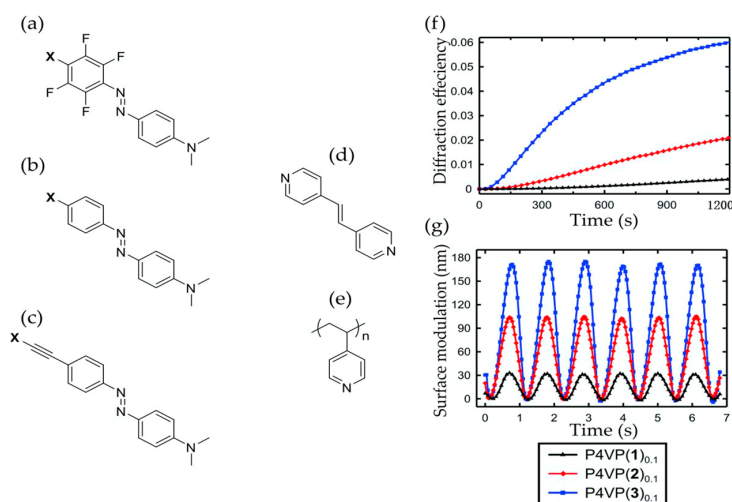 (a)
F
F
X
F
F
N
N
N
(b)
X
N
N
N
(c)
X
N
N
N
(d)
N
N
(e)
n
N
(f)
Diffraction effeciency
0.06
0.05
0.04
0.03
0.02
0.01
0
0 300 600 900 1200
Time (s)
(g)
Surface modulation (nm)
180
150
120
90
60
30
0
0 1 2 3 4 5 6 7
Time (s)
P4VP(1)0.1
P4VP(2)0.1
P4VP(3)0.1